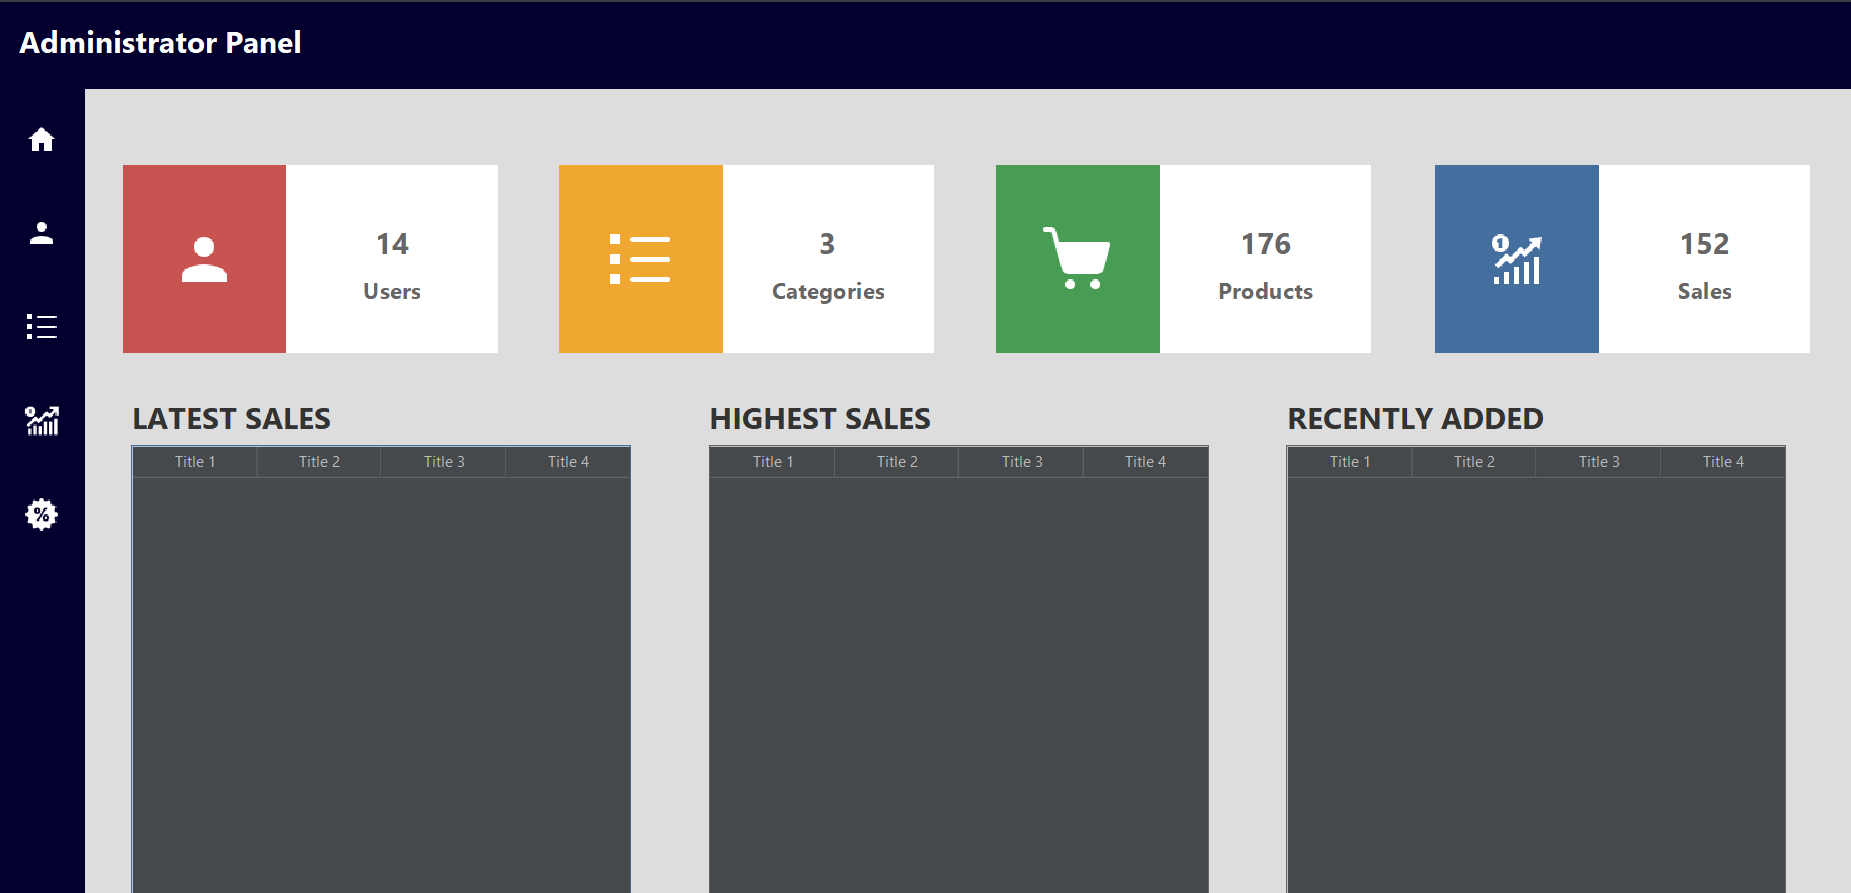 Administrator Panel
14
Users
3
Categories
176
Products
152
Sales
LATEST SALES
Title 1 Title 2 Title 3 Title 4
HIGHEST SALES
Title 1 Title 2 Title 3 Title 4
RECENTLY ADDED
Title 1 Title 2 Title 3 Title 4